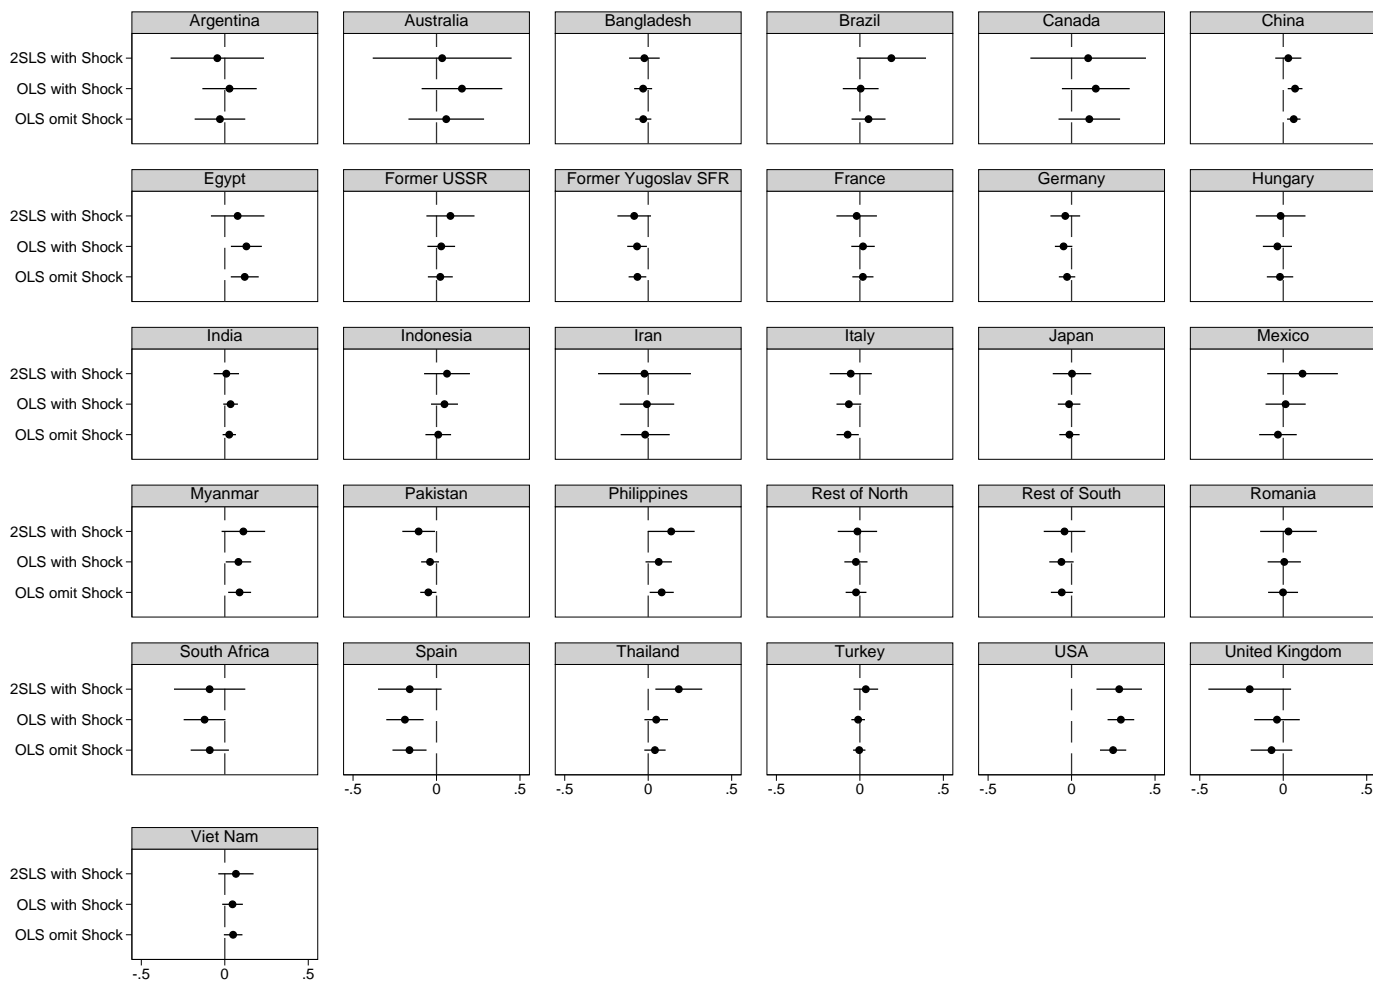 Argentina Australia Bangladesh Brazil Canada China
2SLS with Shock
OLS with Shock
OLS omit Shock
Egypt Former USSR Former Yugoslav SFR France Germany Hungary
2SLS with Shock
OLS with Shock
OLS omit Shock
India Indonesia Iran Italy Japan Mexico
2SLS with Shock
OLS with Shock
OLS omit Shock
Myanmar Pakistan Philippines Rest of North Rest of South Romania
2SLS with Shock
OLS with Shock
OLS omit Shock
South Africa Spain Thailand Turkey USA United Kingdom
2SLS with Shock
OLS with Shock
OLS omit Shock
-.5 0 .5 -.5 0 .5 -.5 0 .5 -.5 0 .5 -.5 0 .5
Viet Nam
2SLS with Shock
OLS with Shock
OLS omit Shock
-.5 0 .5